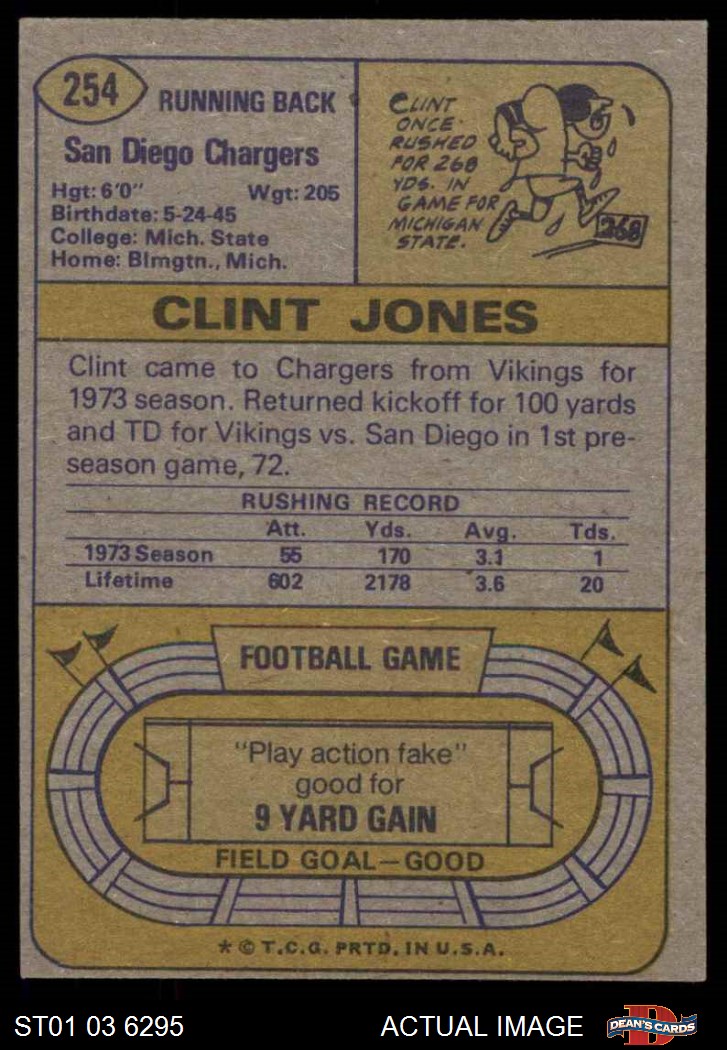 254
RUNNING BACK
San Diego Chargers
Hgt: 6'0" Wgt: 205
Birthdate: 5-24-45
College: Mich. State
Home: Blmgtn., Mich.
CLINT
ONCE
RUSHED
FOR 268
YDS. IN
GAME FOR
MICHIGAN
STATE.
268
CLINT JONES
Clint came to Chargers from Vikings for
1973 season. Returned kickoff for 100 yards
and TD for Vikings vs. San Diego in 1st pre-
season game, 72.
RUSHING RECORD
Att. Yds. Avg. Tds.
1973 Season 55 170 3.1 1
Lifetime 602 2178 3.6 20
FOOTBALL GAME
"Play action fake"
good for
9 YARD GAIN
FIELD GOAL—GOOD
* © T.C.G. PRTD. IN U.S.A.
ST01 03 6295 ACTUAL IMAGE
D
DEAN'S CARDS